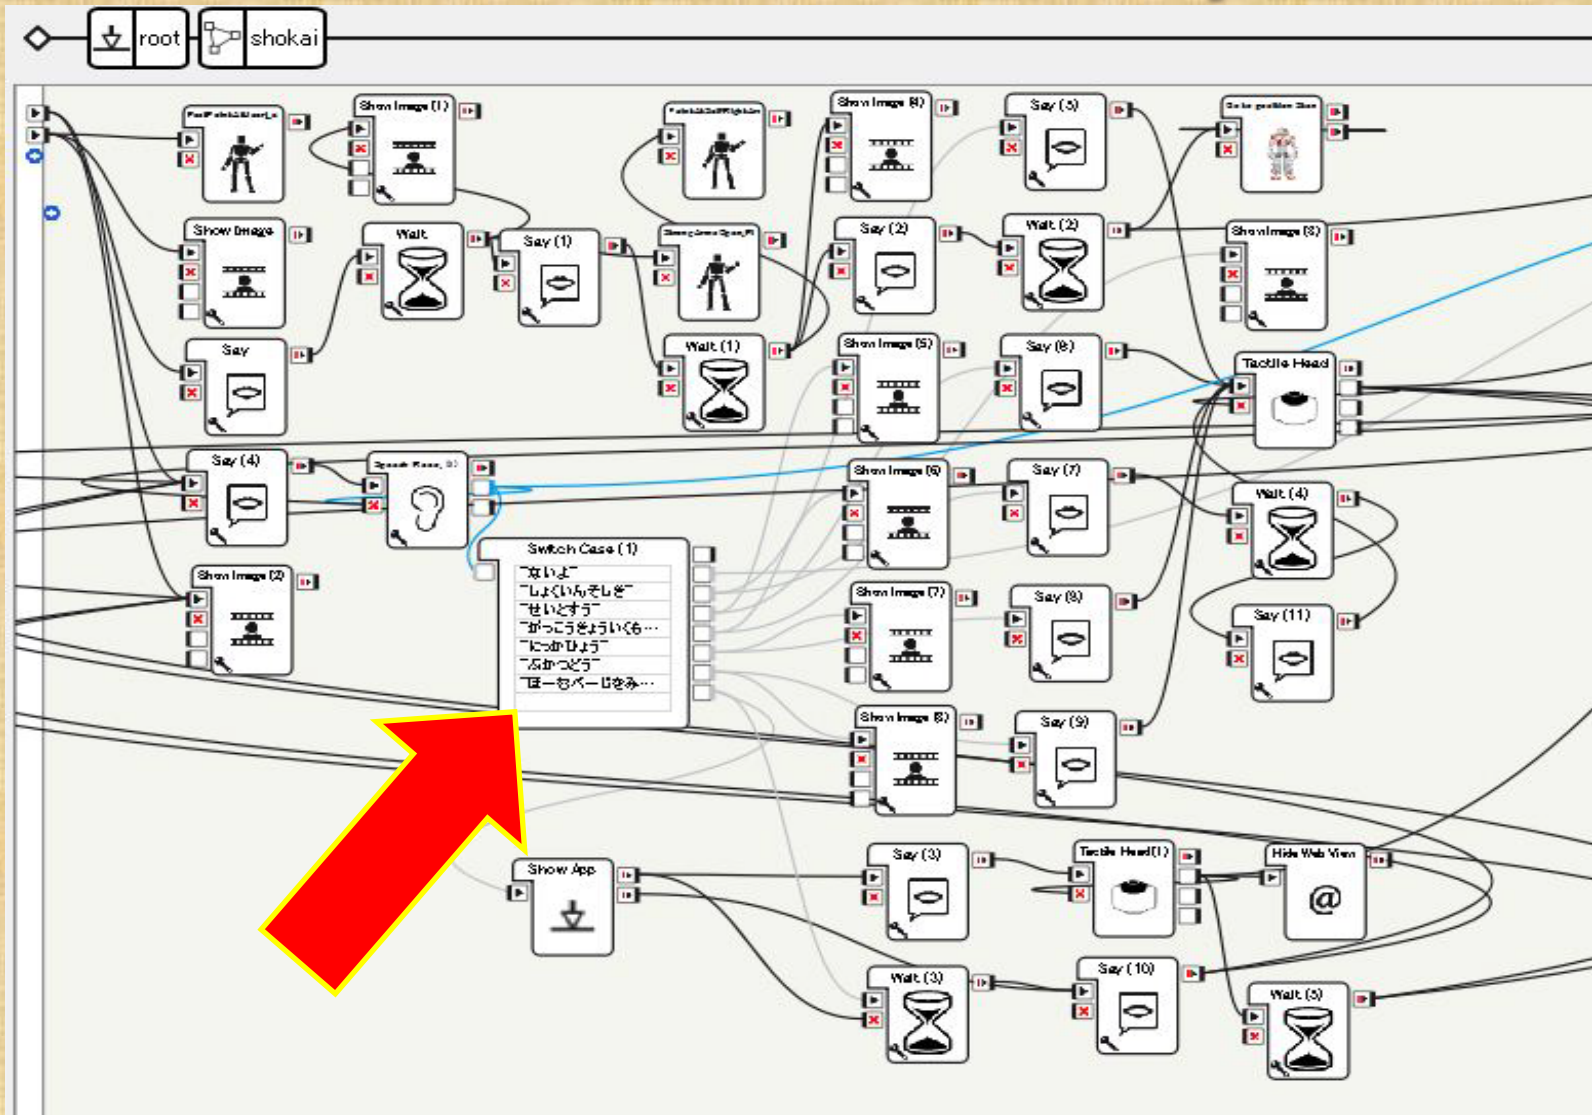 root
shokai
Show Image (1)
Show Image (4)
Say (5)
Show Image
Wait
Say (1)
Say (2)
Wait (2)
Show Image (3)
Say
Wait (1)
Show Image (5)
Say (6)
Tactile Head
Say (4)
Show Image (6)
Say (7)
Wait (4)
Switch Case (1)
"ないよ"
"しょくいんそしき"
"せいとすう"
"がっこうきょういくも…
"にっかひょう"
"ぶかつどう"
"ほーむぺーじをみ…
Show Image (2)
Show Image (7)
Say (8)
Say (11)
Show Image (8)
Say (9)
Show App
Say (3)
Tactile Head(1)
Hide Web View
@
Wait (3)
Say (10)
Wait (5)